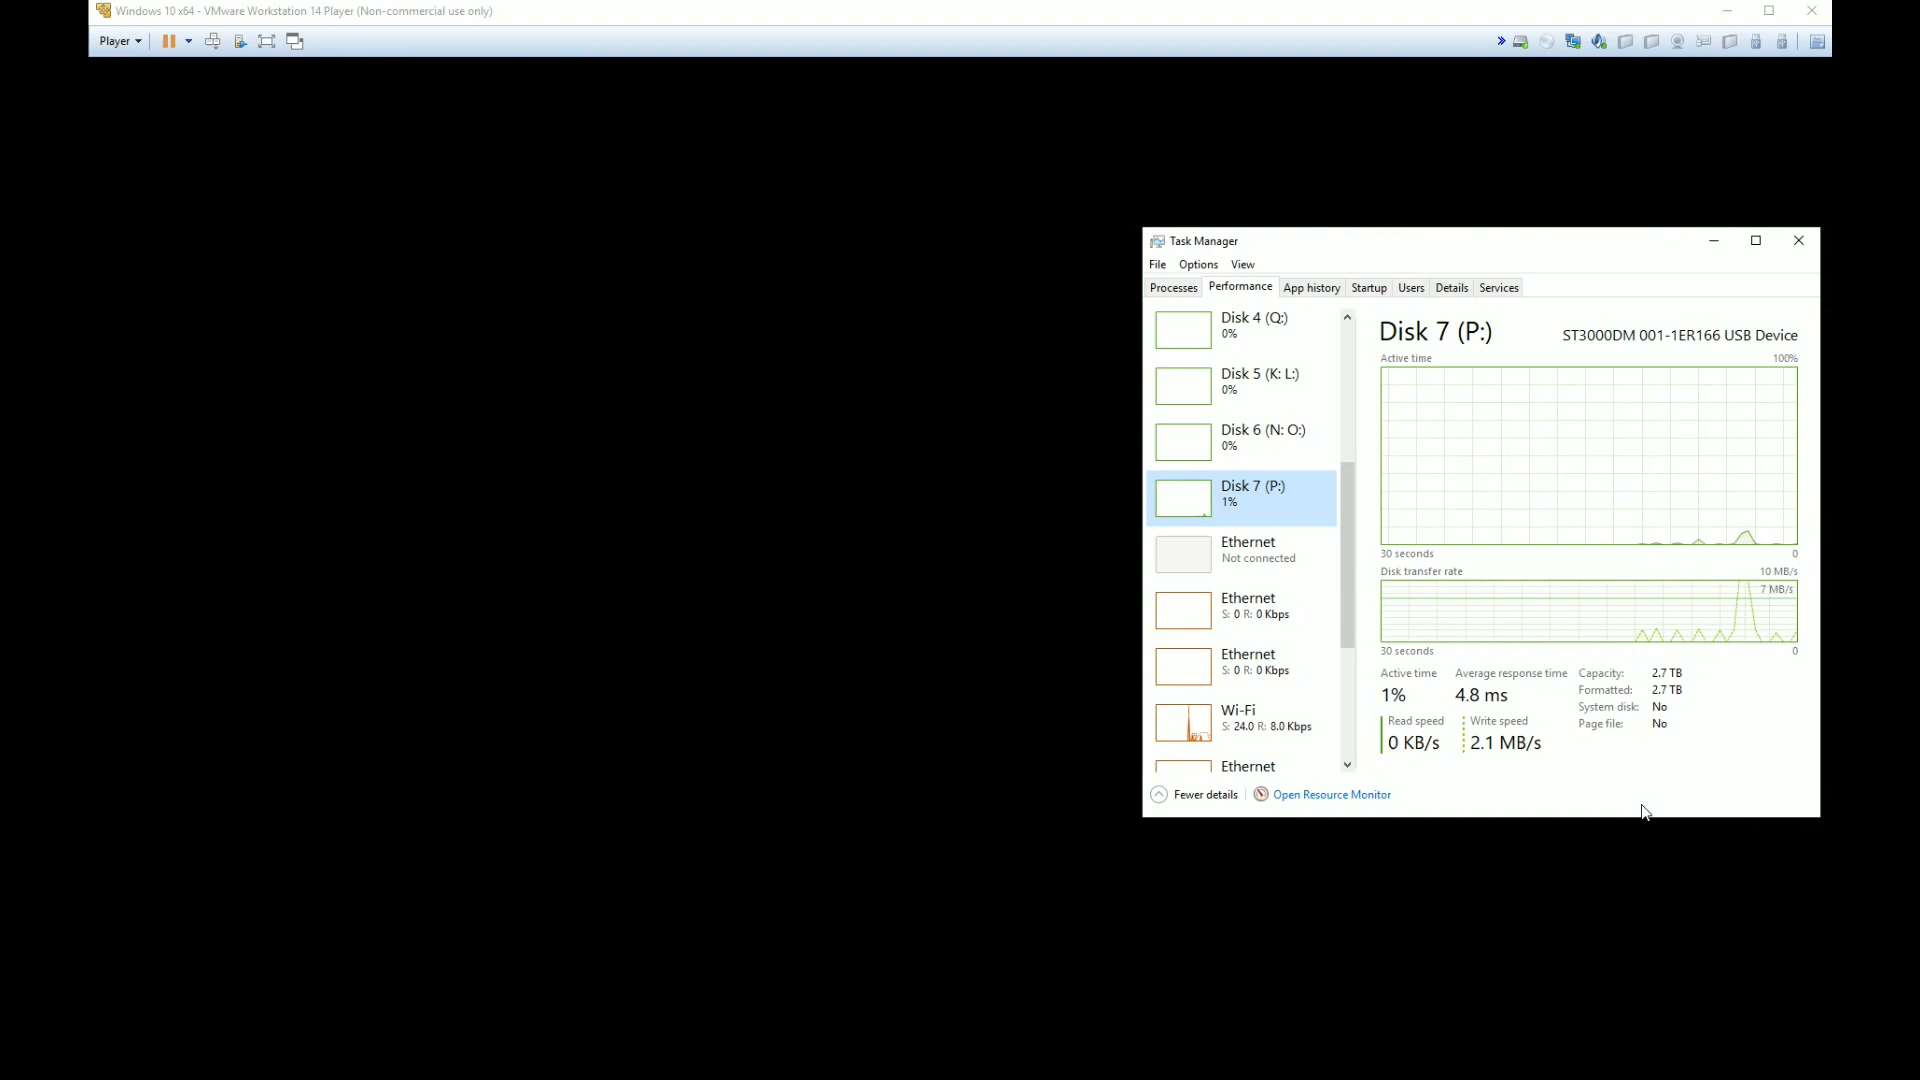 Windows 10 x64 - VMware Workstation 14 Player (Non-commercial use only)
Player
Task Manager
File Options View
Processes Performance App history Startup Users Details Services
Disk 4 (Q:)
0%
Disk 5 (K: L:)
0%
Disk 6 (N: O:)
0%
Disk 7 (P:)
1%
Ethernet
Not connected
Ethernet
S: 0 R: 0 Kbps
Ethernet
S: 0 R: 0 Kbps
Wi-Fi
S: 24.0 R: 8.0 Kbps
Ethernet
Disk 7 (P:) ST3000DM 001-1ER166 USB Device
Active time 100%
30 seconds 0
Disk transfer rate 10 MB/s
7 MB/s
30 seconds 0
Active time Average response time
1% 4.8 ms
Read speed Write speed
0 KB/s 2.1 MB/s
Capacity: 2.7 TB
Formatted: 2.7 TB
System disk: No
Page file: No
Fewer details Open Resource Monitor